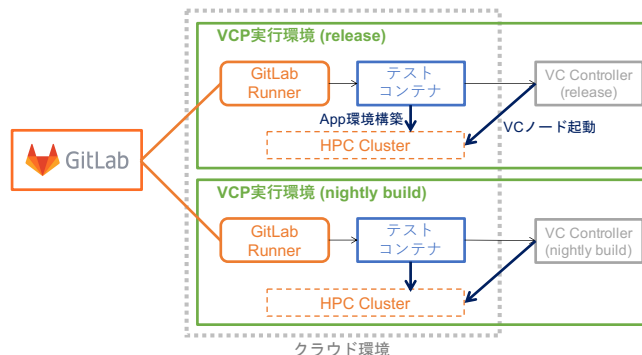 VCP実行環境 (release)
GitLab
Runner
テスト
コンテナ
VC Controller
(release)
App環境構築
VCノード起動
HPC Cluster
GitLab
VCP実行環境 (nightly build)
GitLab
Runner
テスト
コンテナ
VC Controller
(nightly build)
HPC Cluster
クラウド環境